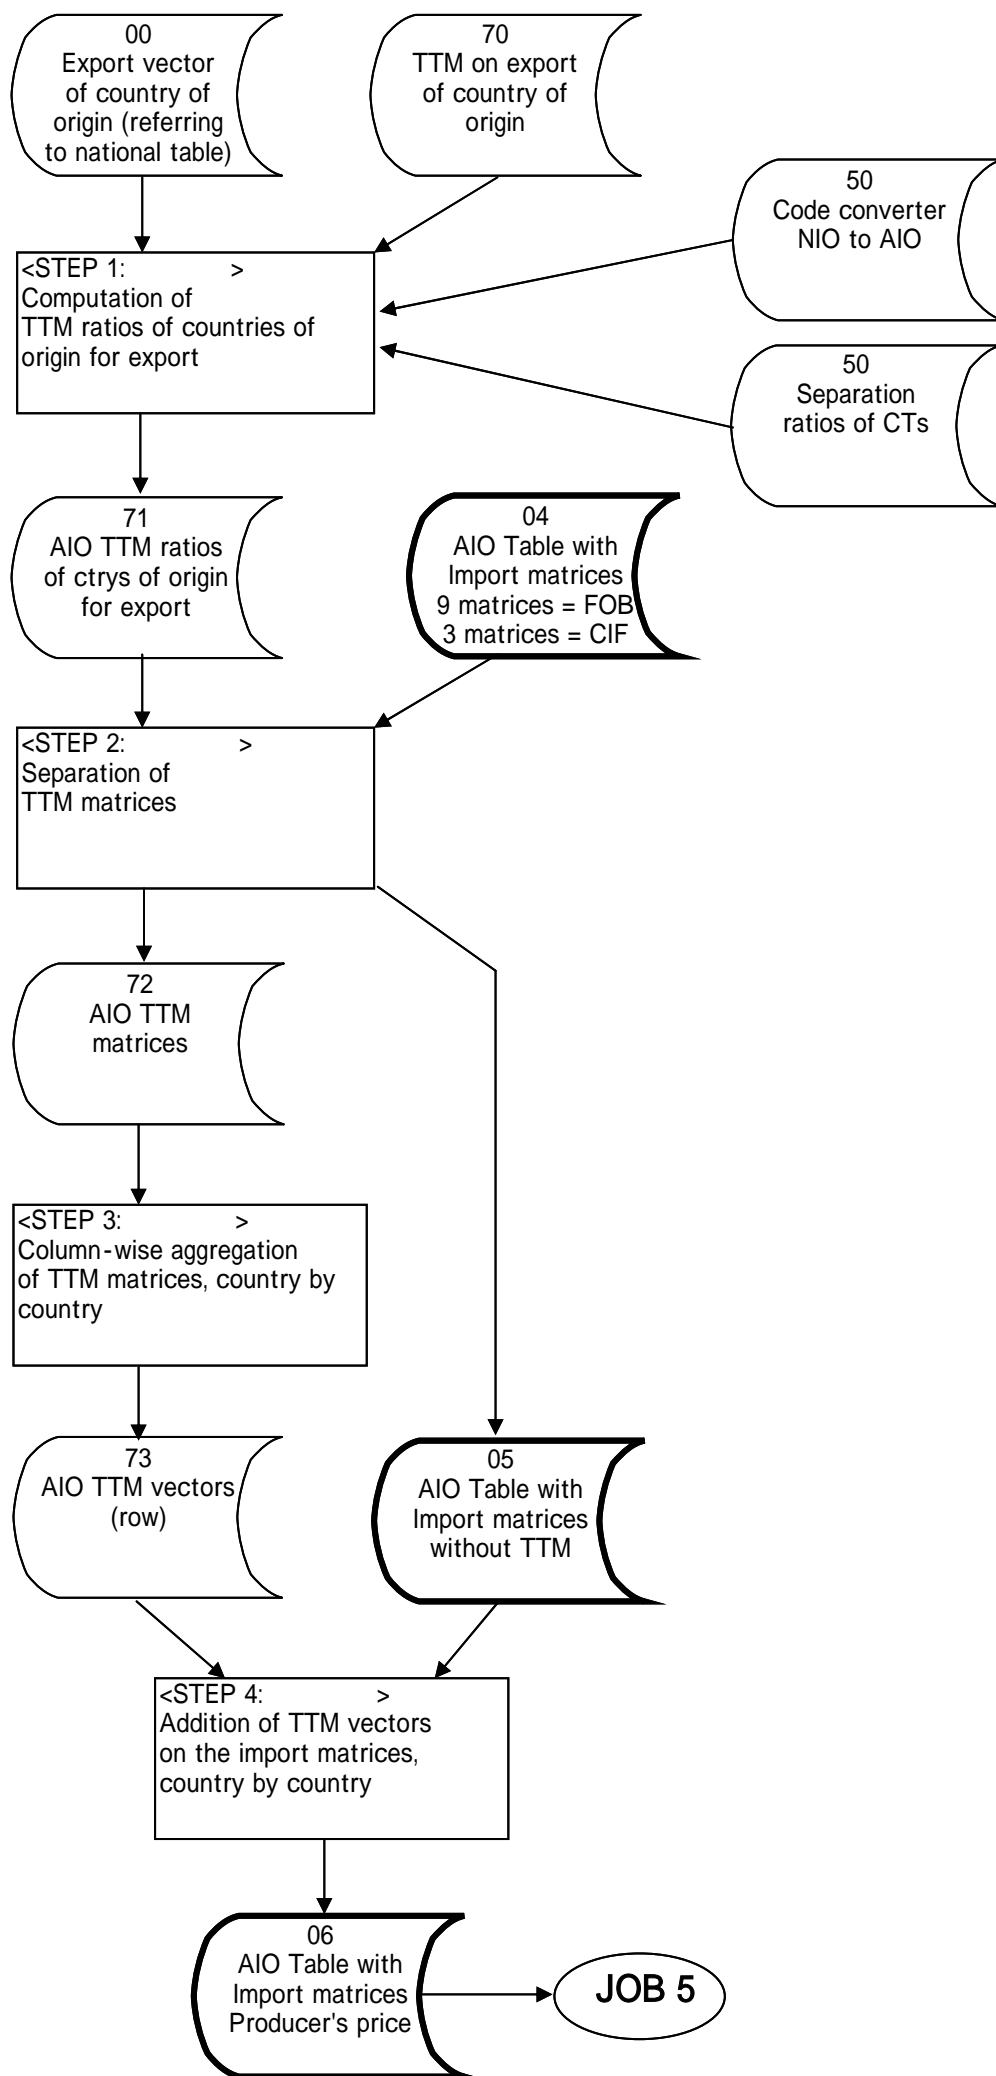 00
Export vector
of country of
origin (referring
to national table)
70
TTM on export
of country of
origin
50
Code converter
NIO to AIO
<STEP 1: >
Computation of
TTM ratios of countries of
origin for export
50
Separation
ratios of CTs
71
AIO TTM ratios
of ctrys of origin
for export
04
AIO Table with
Import matrices
9 matrices = FOB
3 matrices = CIF
<STEP 2: >
Separation of
TTM matrices
72
AIO TTM
matrices
<STEP 3: >
Column-wise aggregation
of TTM matrices, country by
country
73
AIO TTM vectors
(row)
05
AIO Table with
Import matrices
without TTM
<STEP 4: >
Addition of TTM vectors
on the import matrices,
country by country
06
AIO Table with
Import matrices
Producer's price
JOB 5